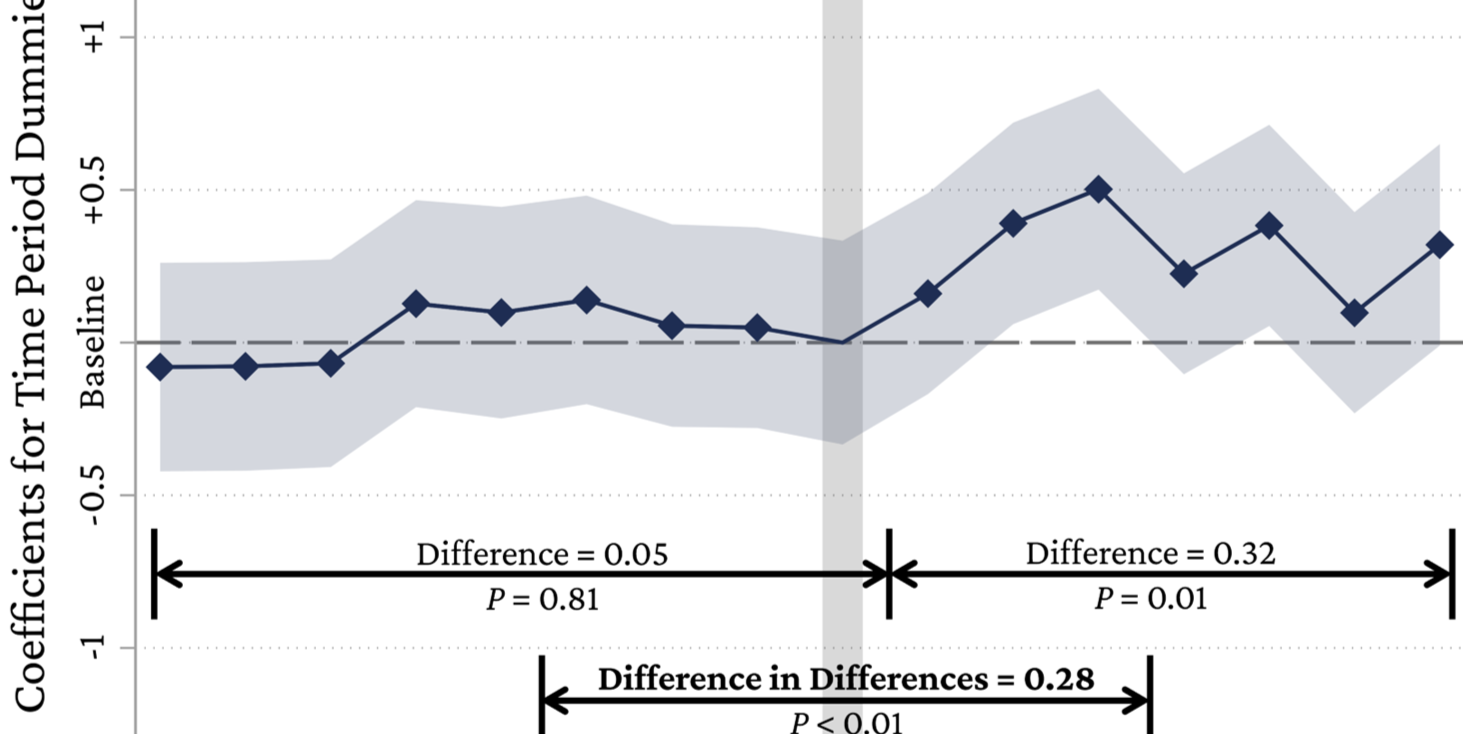 Coefficients for Time Period Dummie
+1
+0.5
Baseline
-0.5
-1
Difference = 0.05
P = 0.81
Difference = 0.32
P = 0.01
Difference in Differences = 0.28
P < 0.01